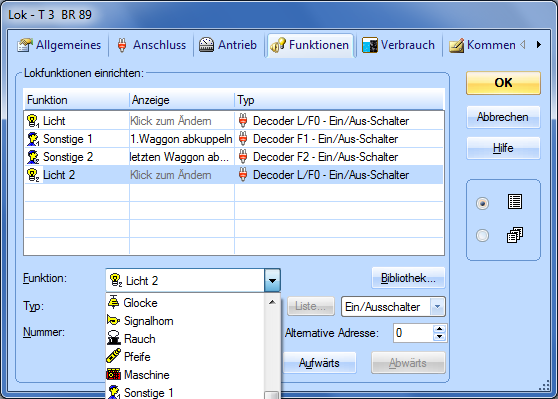 Lok - T 3 BR 89
Allgemeines Anschluss Antrieb Funktionen Verbrauch Kommen
Lokfunktionen einrichten:
Funktion Anzeige Typ
Licht Klick zum Ändern Decoder L/F0 - Ein/Aus-Schalter
Sonstige 1 1.Waggon abkuppeln Decoder F1 - Ein/Aus-Schalter
Sonstige 2 letzten Waggon ab... Decoder F2 - Ein/Aus-Schalter
Licht 2 Klick zum Ändern Decoder L/F0 - Ein/Aus-Schalter
OK
Abbrechen
Hilfe
Funktion: Licht 2 Bibliothek...
Typ: Liste... Ein/Ausschalter
Nummer: Alternative Adresse: 0
Aufwärts Abwärts
Glocke
Signalhorn
Rauch
Pfeife
Maschine
Sonstige 1